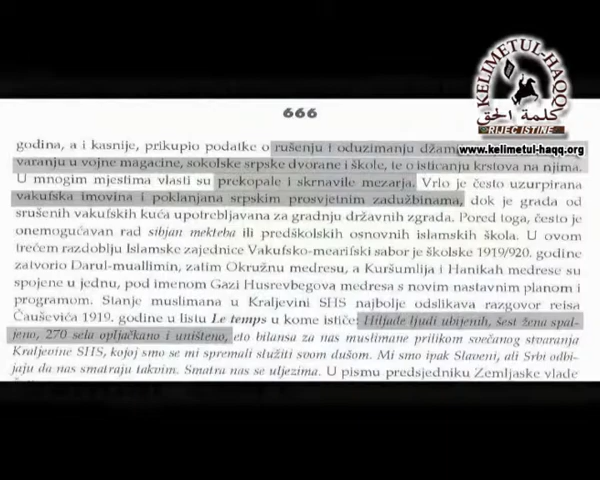 KELIMETUL-HAQQ
كلمة الحق
RIJEC ISTINE
www.kelimetul-haqq.org
666
godina, a i kasnije, prikupio podatke o rušenju i oduzimanju džam
varanju u vojne magacine, sokolske srpske dvorane i škole, te o isticanju krstova na njima.
U mnogim mjestima vlasti su prekopale i skrnavile mezarja. Vrlo je često uzurpirana
vakufska imovina i poklanjana srpskim prosvjetnim zadužbinama, dok je građa od
srušenih vakufskih kuća upotrebljavana za gradnju državnih zgrada. Pored toga, često je
onemogućavan rad sibjan mekteba ili predškolskih osnovnih islamskih škola. U ovom
trećem razdoblju Islamske zajednice Vakufsko-mearifski sabor je školske 1919/920. godine
zatvorio Darul-muallimin, zatim Okružnu medresu, a Kuršumlija i Hanikah medrese su
spojene u jednu, pod imenom Gazi Husrevbegova medresa s novim nastavnim planom i
programom. Stanje muslimana u Kraljevini SHS najbolje odslikava razgovor reisa
Čauševića 1919. godine u listu Le temps u kome ističe: Hiljade ljudi ubijenih, šest žena spal-
jeno, 270 sela opljačkano i uništeno, eto bilansa za nas muslimane prilikom svečanog stvaranja
Kraljevine SHS, kojoj smo se mi spremali služiti svom dušom. Mi smo ipak Slaveni, ali Srbi odbi-
jaju da nas smatraju takvim. Smatra nas se uljezima. U pismu predsjedniku Zemaljske vlade